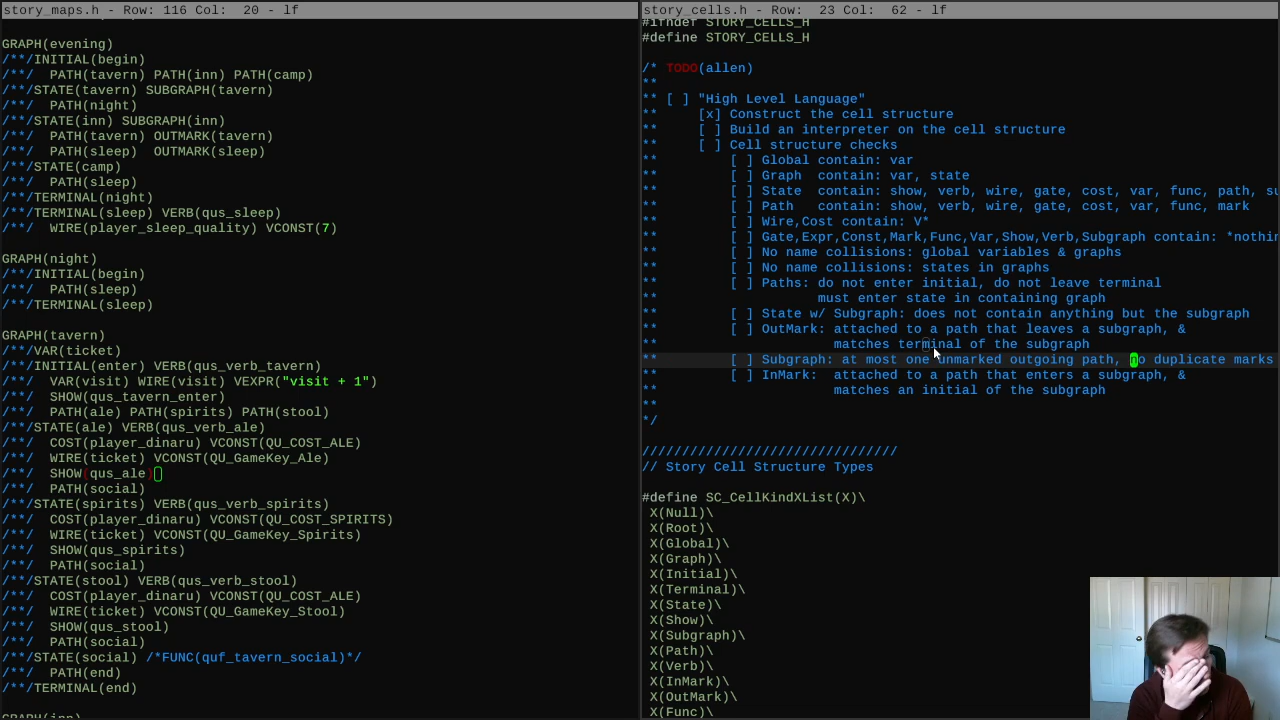 story_maps.h - Row: 116 Col:  20 - lf
GRAPH(evening)
/**/INITIAL(begin)
/**/  PATH(tavern) PATH(inn) PATH(camp)
/**/STATE(tavern) SUBGRAPH(tavern)
/**/  PATH(night)
/**/STATE(inn) SUBGRAPH(inn)
/**/  PATH(tavern) OUTMARK(tavern)
/**/  PATH(sleep)  OUTMARK(sleep)
/**/STATE(camp)
/**/  PATH(sleep)
/**/TERMINAL(night)
/**/TERMINAL(sleep) VERB(qus_sleep)
/**/  WIRE(player_sleep_quality) VCONST(7)
GRAPH(night)
/**/INITIAL(begin)
/**/  PATH(sleep)
/**/TERMINAL(sleep)
GRAPH(tavern)
/**/VAR(ticket)
/**/INITIAL(enter) VERB(qus_verb_tavern)
/**/  VAR(visit) WIRE(visit) VEXPR("visit + 1")
/**/  SHOW(qus_tavern_enter)
/**/  PATH(ale) PATH(spirits) PATH(stool)
/**/STATE(ale) VERB(qus_verb_ale)
/**/  COST(player_dinaru) VCONST(QU_COST_ALE)
/**/  WIRE(ticket) VCONST(QU_GameKey_Ale)
/**/  SHOW(qus_ale)
/**/  PATH(social)
/**/STATE(spirits) VERB(qus_verb_spirits)
/**/  COST(player_dinaru) VCONST(QU_COST_SPIRITS)
/**/  WIRE(ticket) VCONST(QU_GameKey_Spirits)
/**/  SHOW(qus_spirits)
/**/  PATH(social)
/**/STATE(stool) VERB(qus_verb_stool)
/**/  COST(player_dinaru) VCONST(QU_COST_ALE)
/**/  WIRE(ticket) VCONST(QU_GameKey_Stool)
/**/  SHOW(qus_stool)
/**/  PATH(social)
/**/STATE(social) /*FUNC(quf_tavern_social)*/
/**/  PATH(end)
/**/TERMINAL(end)
GRAPH(inn)
story_cells.h - Row:  23 Col:  62 - lf
#ifndef STORY_CELLS_H
#define STORY_CELLS_H
/* TODO(allen)
**
** [ ] "High Level Language"
**     [x] Construct the cell structure
**     [ ] Build an interpreter on the cell structure
**     [ ] Cell structure checks
**         [ ] Global contain: var
**         [ ] Graph  contain: var, state
**         [ ] State  contain: show, verb, wire, gate, cost, var, func, path, su
**         [ ] Path   contain: show, verb, wire, gate, cost, var, func, mark
**         [ ] Wire,Cost contain: V*
**         [ ] Gate,Expr,Const,Mark,Func,Var,Show,Verb,Subgraph contain: *nothin
**         [ ] No name collisions: global variables & graphs
**         [ ] No name collisions: states in graphs
**         [ ] Paths: do not enter initial, do not leave terminal
**                    must enter state in containing graph
**         [ ] State w/ Subgraph: does not contain anything but the subgraph
**         [ ] OutMark: attached to a path that leaves a subgraph, &
**                      matches terminal of the subgraph
**         [ ] Subgraph: at most one unmarked outgoing path, no duplicate marks
**         [ ] InMark:  attached to a path that enters a subgraph, &
**                      matches an initial of the subgraph
**
*/
////////////////////////////////
// Story Cell Structure Types
#define SC_CellKindXList(X)\
X(Null)\
X(Root)\
X(Global)\
X(Graph)\
X(Initial)\
X(Terminal)\
X(State)\
X(Show)\
X(Subgraph)\
X(Path)\
X(Verb)\
X(InMark)\
X(OutMark)\
X(Func)\